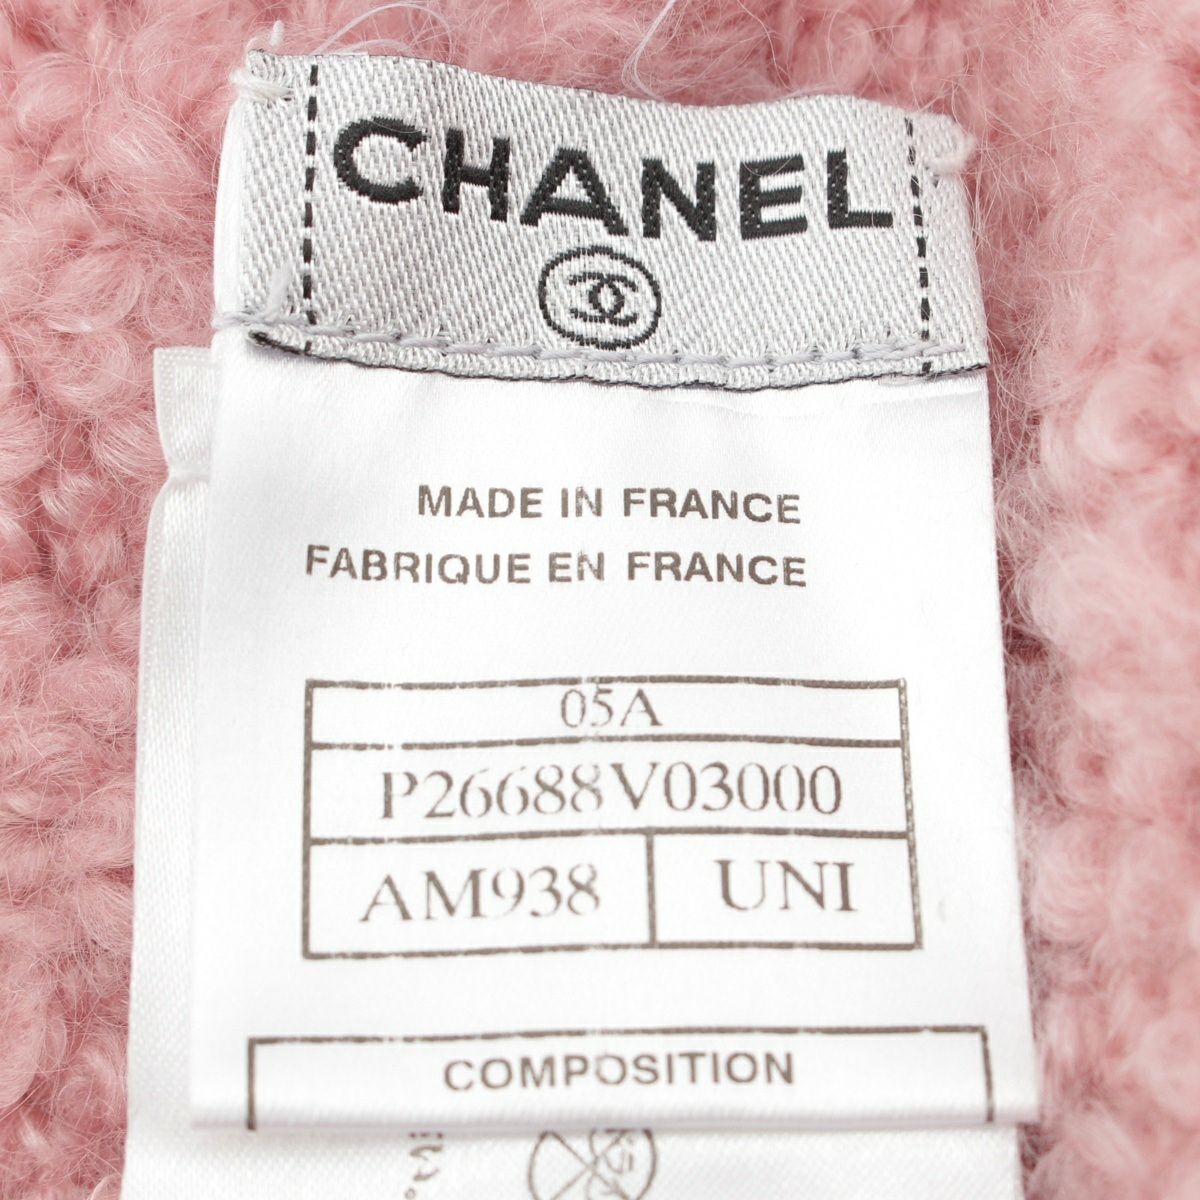 CHANEL
MADE IN FRANCE
FABRIQUE EN FRANCE
05A
P26688V03000
AM938 UNI
COMPOSITION